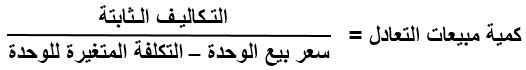 كمية مبيعات التعادل = التكاليف الثابتة
سعر بيع الوحدة – التكلفة المتغيرة للوحدة